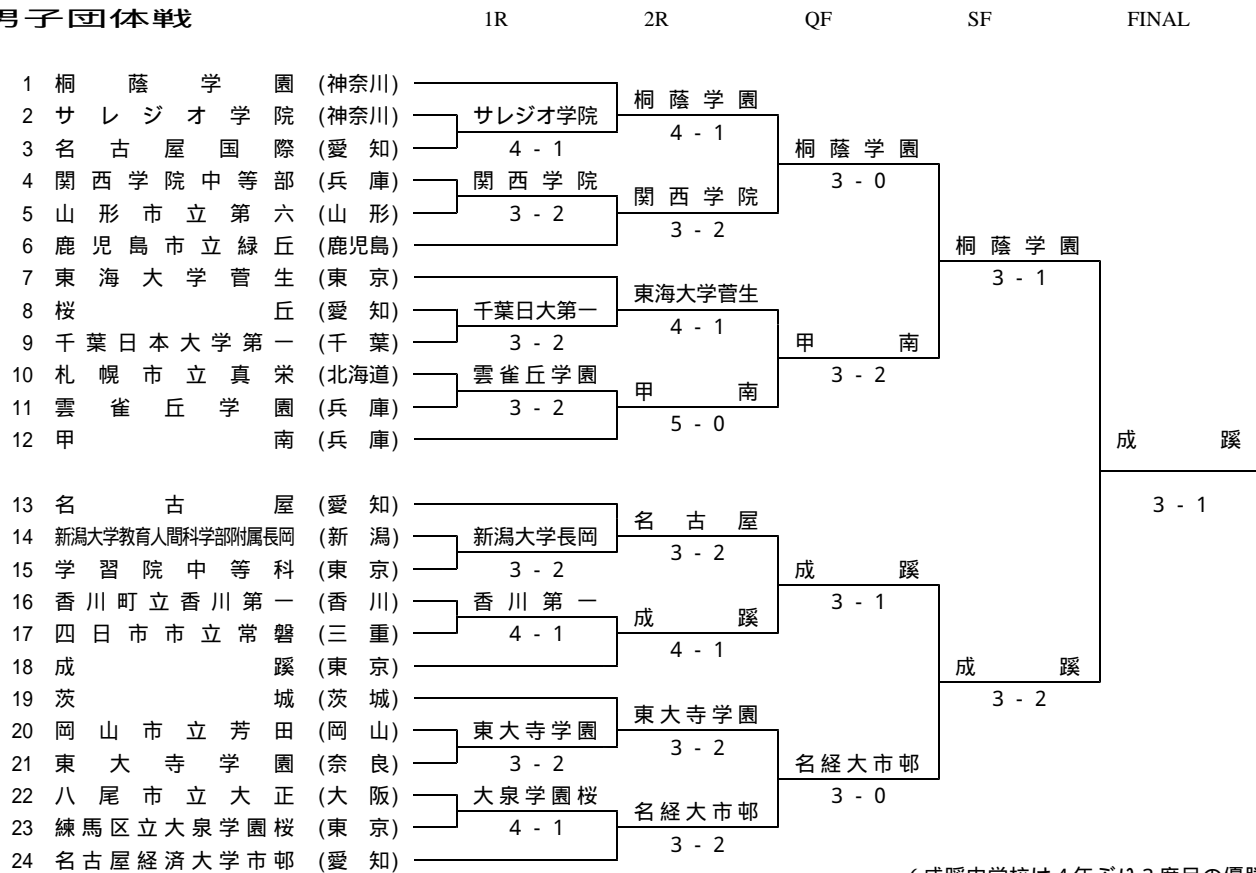 男子団体戦 1R 2R QF SF FINAL
1 桐蔭学園 (神奈川)
2 サレジオ学院 (神奈川)
3 名古屋国際 (愛知)
4 関西学院中等部 (兵庫)
5 山形市立第六 (山形)
6 鹿児島市立緑丘 (鹿児島)
7 東海大学菅生 (東京)
8 桜丘 (愛知)
9 千葉日本大学第一 (千葉)
10 札幌市立真栄 (北海道)
11 雲雀丘学園 (兵庫)
12 甲南 (兵庫)
13 名古屋 (愛知)
14 新潟大学教育人間科学部附属長岡 (新潟)
15 学習院中等科 (東京)
16 香川町立香川第一 (香川)
17 四日市市立常磐 (三重)
18 成蹊 (東京)
19 茨城 (茨城)
20 岡山市立芳田 (岡山)
21 東大寺学園 (奈良)
22 八尾市立大正 (大阪)
23 練馬区立大泉学園桜 (東京)
24 名古屋経済大学市邨 (愛知)
サレジオ学院
4 - 1
関西学院
3 - 2
千葉日大第一
3 - 2
雲雀丘学園
3 - 2
新潟大学長岡
3 - 2
香川第一
4 - 1
東大寺学園
3 - 2
大泉学園桜
4 - 1
桐蔭学園
4 - 1
関西学院
3 - 2
東海大学菅生
4 - 1
甲南
5 - 0
名古屋
3 - 2
成蹊
4 - 1
東大寺学園
3 - 2
名経大市邨
3 - 2
桐蔭学園
3 - 0
甲南
3 - 2
成蹊
3 - 1
名経大市邨
3 - 0
桐蔭学園
3 - 1
成蹊
3 - 2
成蹊
3 - 1